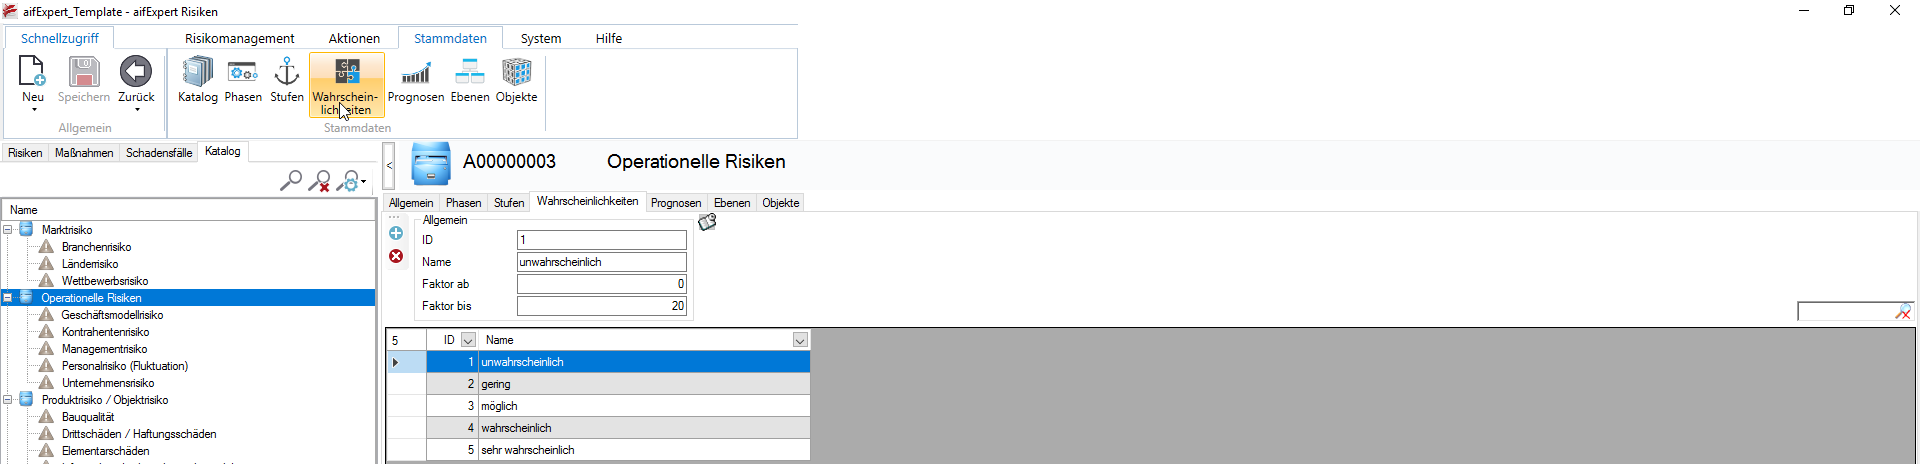 aifExpert_Template - aifExpert Risiken
Schnellzugriff Risikomanagement Aktionen Stammdaten System Hilfe
Neu Speichern Zurück Katalog Phasen Stufen Wahrschein- Prognosen Ebenen Objekte
Allgemein Stammdaten
Risiken Maßnahmen Schadensfälle Katalog
< A00000003 Operationelle Risiken
Name
Marktrisiko
Branchenrisiko
Länderrisiko
Wettbewerbsrisiko
Operationelle Risiken
Geschäftsmodellrisiko
Kontrahentenrisiko
Managementrisiko
Personalrisiko (Fluktuation)
Unternehmensrisiko
Produktrisiko / Objektrisiko
Bauqualität
Drittschäden / Haftungsschäden
Elementarschäden
Allgemein Phasen Stufen Wahrscheinlichkeiten Prognosen Ebenen Objekte
Allgemein
ID 1
Name unwahrscheinlich
Faktor ab 0
Faktor bis 20
5 ID Name
1 unwahrscheinlich
2 gering
3 möglich
4 wahrscheinlich
5 sehr wahrscheinlich